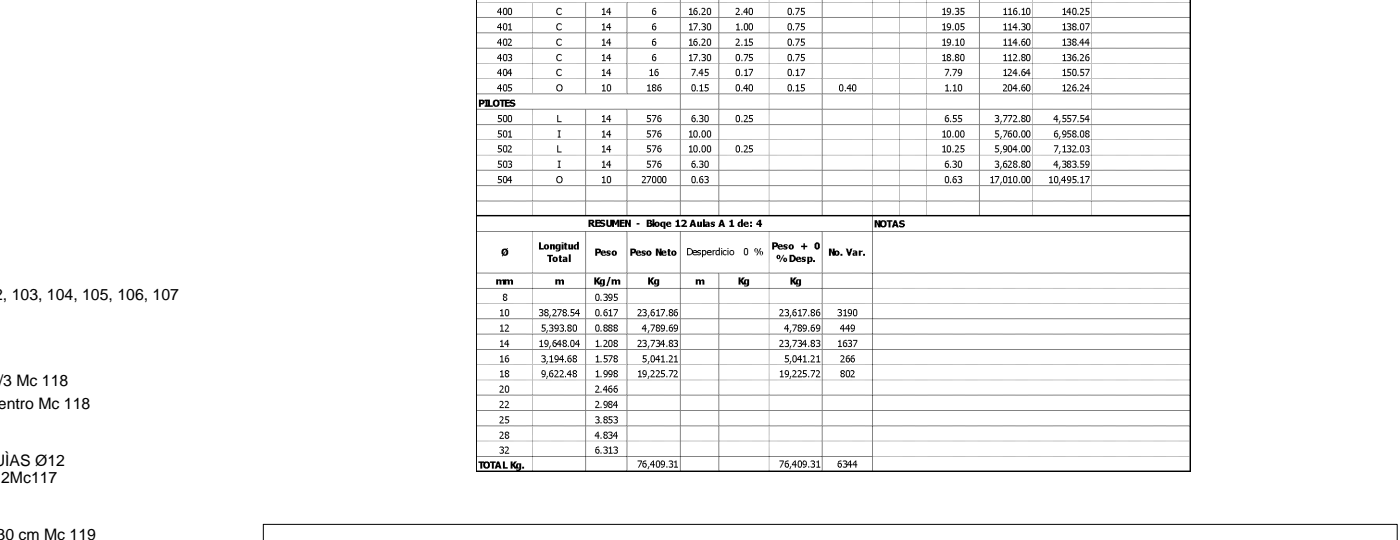 400 C 14 6 16.20 2.40 0.75 19.35 116.10 140.25
401 C 14 6 17.30 1.00 0.75 19.05 114.30 138.07
402 C 14 6 16.20 2.15 0.75 19.10 114.60 138.44
403 C 14 6 17.30 0.75 0.75 18.80 112.80 136.26
404 C 14 16 7.45 0.17 0.17 7.79 124.64 150.57
405 O 10 186 0.15 0.40 0.15 0.40 1.10 204.60 126.24
PILOTES
500 L 14 576 6.30 0.25 6.55 3,772.80 4,557.54
501 I 14 576 10.00 10.00 5,760.00 6,958.08
502 L 14 576 10.00 0.25 10.25 5,904.00 7,132.03
503 I 14 576 6.30 6.30 3,628.80 4,383.59
504 O 10 27000 0.63 0.63 17,010.00 10,495.17
RESUMEN - Bloqe 12 Aulas A 1 de: 4 NOTAS
Ø Longitud Total Peso Peso Neto Desperdicio 0 % Peso + 0 % Desp. No. Var.
mm m Kg/m Kg m Kg Kg
8 0.395
10 38,278.54 0.617 23,617.86 23,617.86 3190
12 5,393.80 0.888 4,789.69 4,789.69 449
14 19,648.04 1.208 23,734.83 23,734.83 1637
16 3,194.68 1.578 5,041.21 5,041.21 266
18 9,622.48 1.998 19,225.72 19,225.72 802
20 2.466
22 2.984
25 3.853
28 4.834
32 6.313
TOTAL Kg. 76,409.31 76,409.31 6344
2, 103, 104, 105, 106, 107
/3 Mc 118
entro Mc 118
UÌAS Ø12
2Mc117
30 cm Mc 119